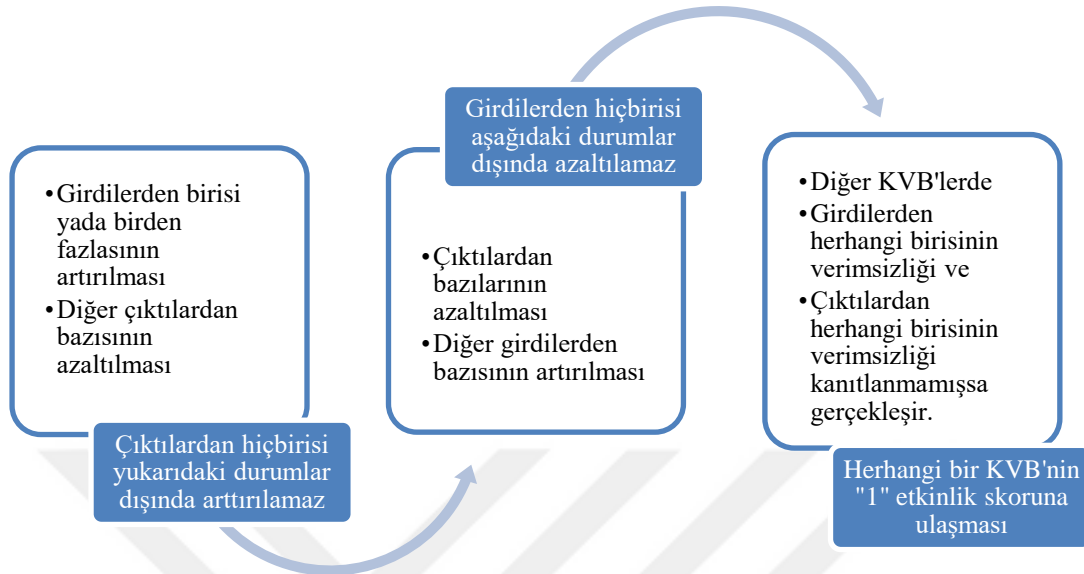 •Girdilerden birisi
yada birden
fazlasının
artırılması
•Diğer çıktılardan
bazısının
azaltılması
Çıktılardan hiçbirisi
yukarıdaki durumlar
dışında arttırılamaz
Girdilerden hiçbirisi
aşağıdaki durumlar
dışında azaltılamaz
•Çıktılardan
bazılarının
azaltılması
•Diğer girdilerden
bazısının artırılması
•Diğer KVB'lerde
•Girdilerden
herhangi birisinin
verimsizliği ve
•Çıktılardan
herhangi birisinin
verimsizliği
kanıtlanmamışsa
gerçekleşir.
Herhangi bir KVB'nin
"1" etkinlik skoruna
ulaşması